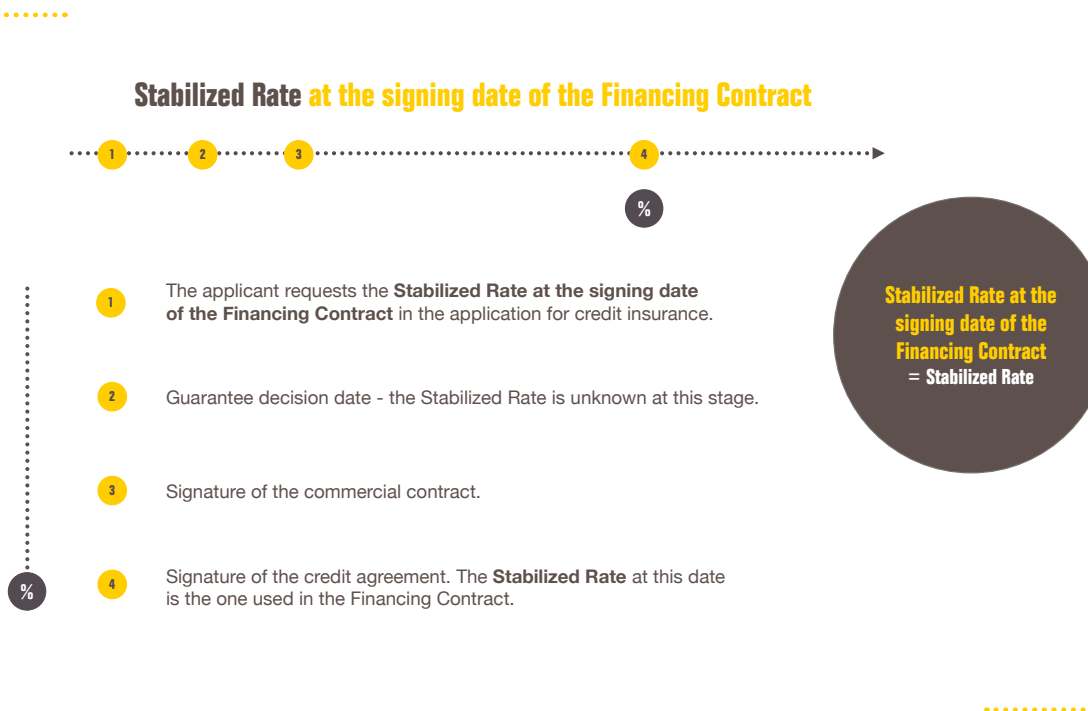 Stabilized Rate at the signing date of the Financing Contract
1 2 3 4
%
1 The applicant requests the Stabilized Rate at the signing date
of the Financing Contract in the application for credit insurance.
2 Guarantee decision date - the Stabilized Rate is unknown at this stage.
3 Signature of the commercial contract.
% 4 Signature of the credit agreement. The Stabilized Rate at this date
is the one used in the Financing Contract.
Stabilized Rate at the
signing date of the
Financing Contract
= Stabilized Rate